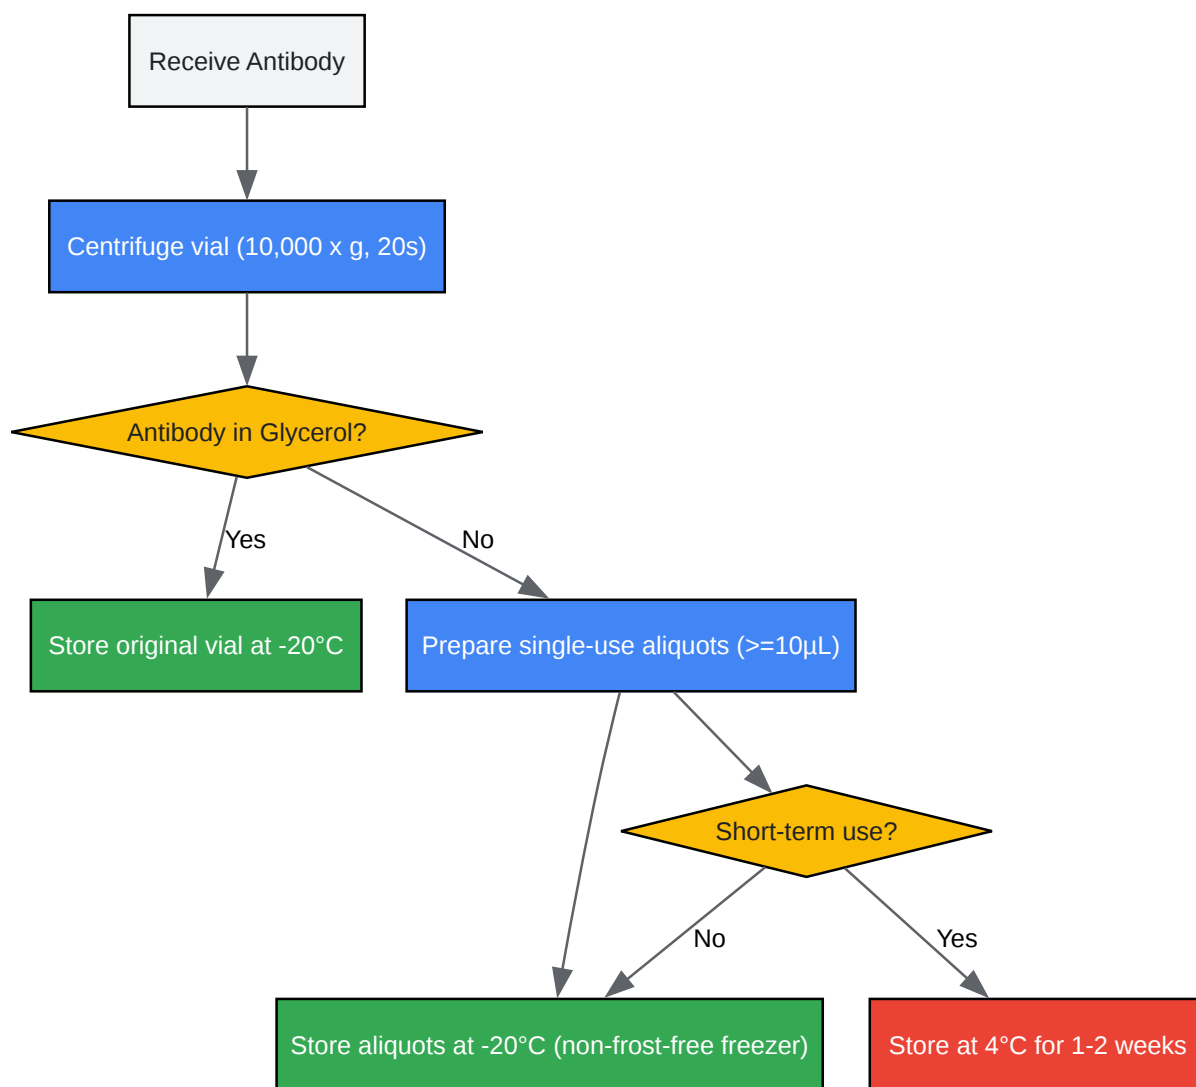 Receive Antibody
Centrifuge vial (10,000 x g, 20s)
Antibody in Glycerol?
Yes
No
Store original vial at -20°C
Prepare single-use aliquots (>=10µL)
Short-term use?
No
Yes
Store aliquots at -20°C (non-frost-free freezer)
Store at 4°C for 1-2 weeks